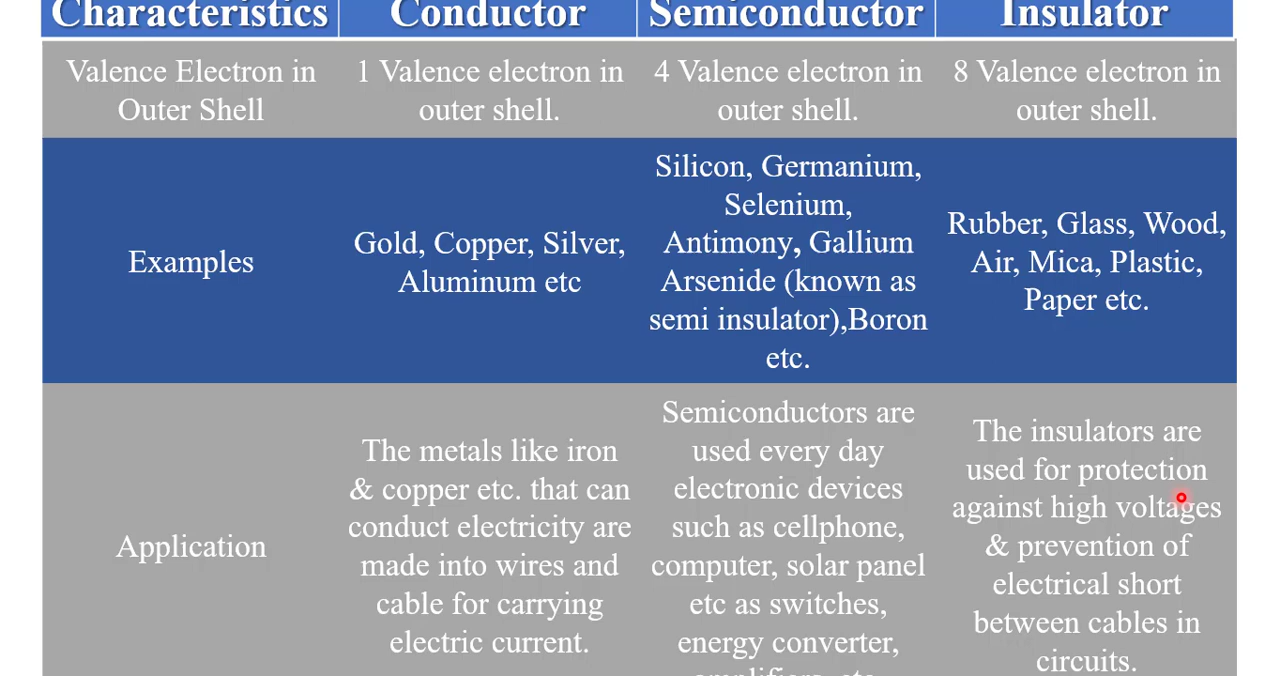 Characteristics Conductor Semiconductor Insulator
Valence Electron in
Outer Shell
1 Valence electron in
outer shell.
4 Valence electron in
outer shell.
8 Valence electron in
outer shell.
Examples
Gold, Copper, Silver,
Aluminum etc
Silicon, Germanium,
Selenium,
Antimony, Gallium
Arsenide (known as
semi insulator),Boron
etc.
Rubber, Glass, Wood,
Air, Mica, Plastic,
Paper etc.
Application
The metals like iron
& copper etc. that can
conduct electricity are
made into wires and
cable for carrying
electric current.
Semiconductors are
used every day
electronic devices
such as cellphone,
computer, solar panel
etc as switches,
energy converter,
amplifiers, etc
The insulators are
used for protection
against high voltages
& prevention of
electrical short
between cables in
circuits.